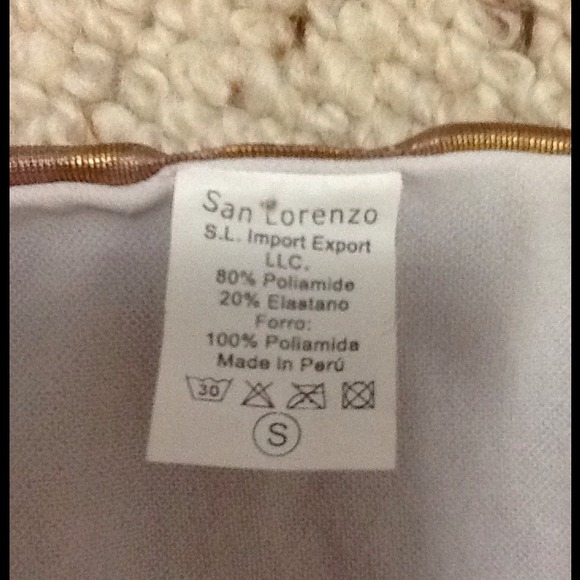 San Lorenzo
S.L. Import Export
LLC.
80% Poliamide
20% Elastano
Forro:
100% Poliamida
Made In Perú
30
S